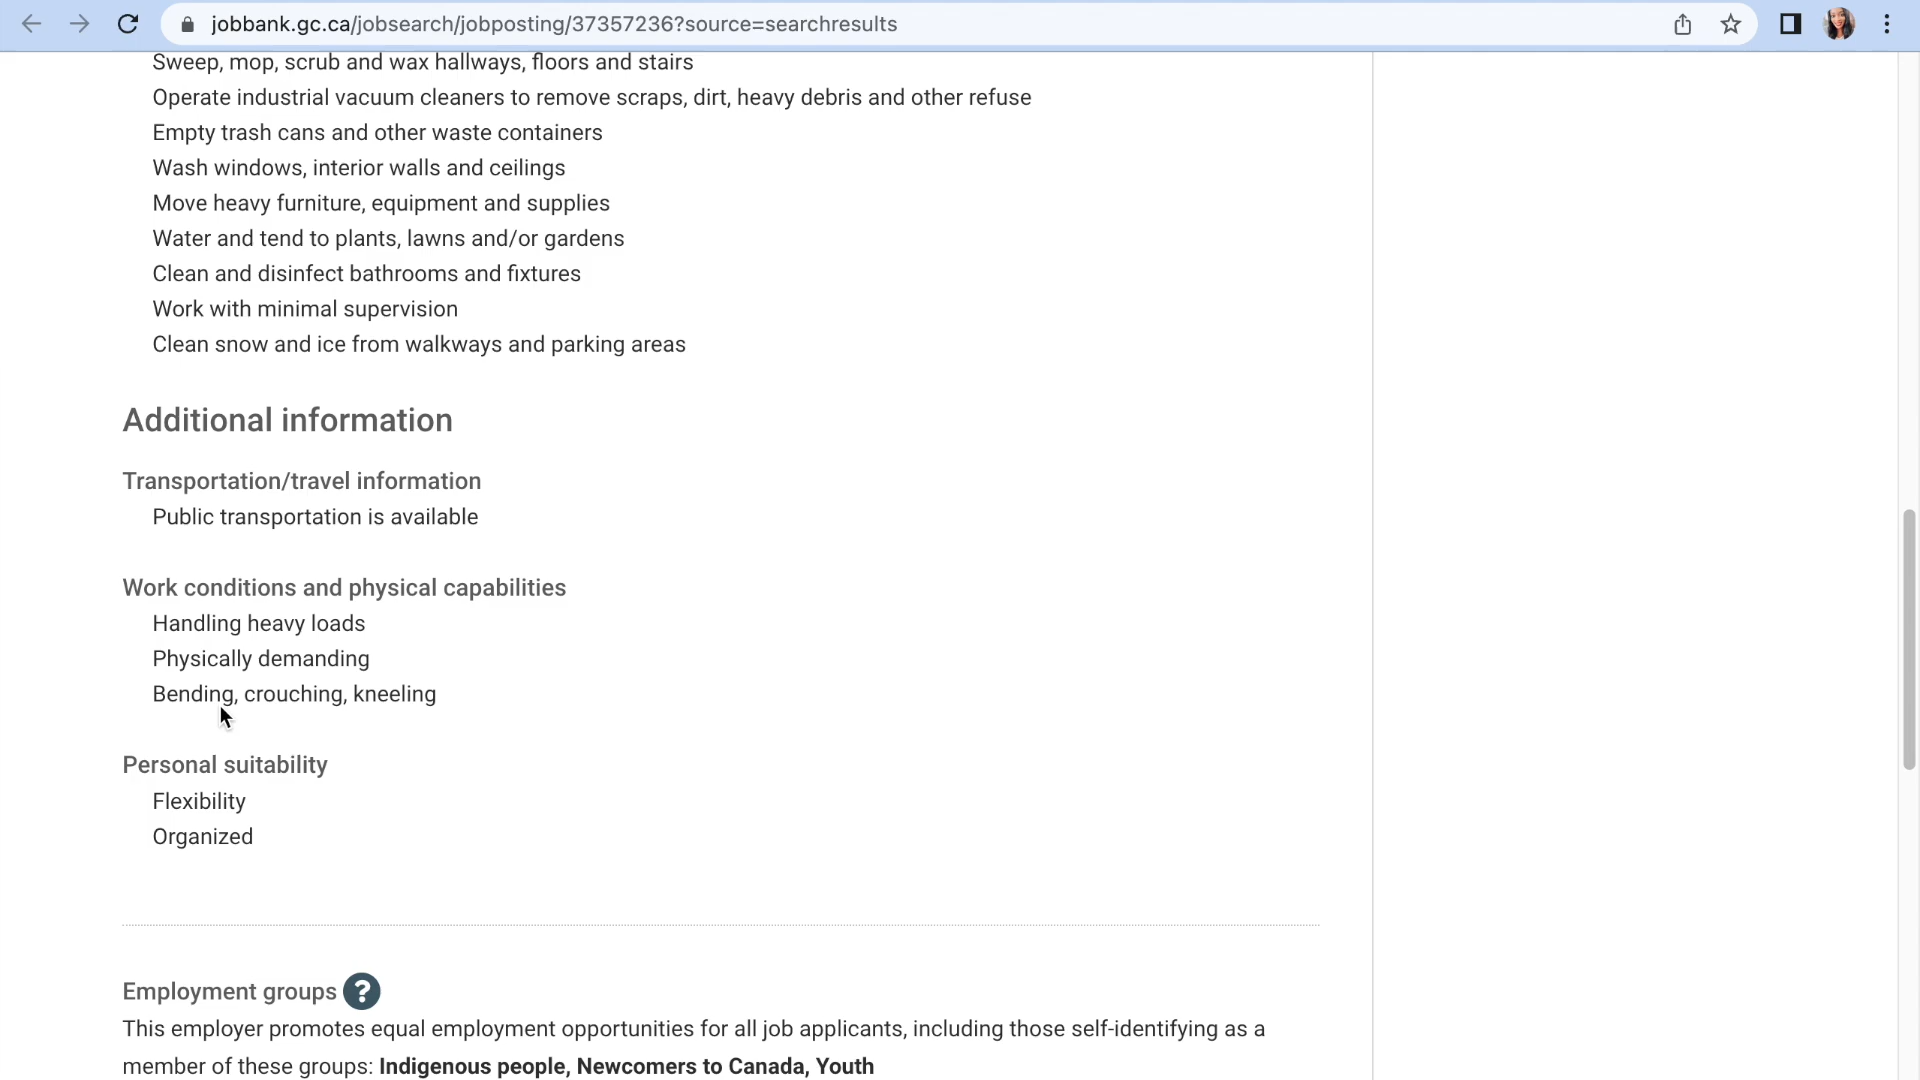 jobbank.gc.ca/jobsearch/jobposting/37357236?source=searchresults
Sweep, mop, scrub and wax hallways, floors and stairs
Operate industrial vacuum cleaners to remove scraps, dirt, heavy debris and other refuse
Empty trash cans and other waste containers
Wash windows, interior walls and ceilings
Move heavy furniture, equipment and supplies
Water and tend to plants, lawns and/or gardens
Clean and disinfect bathrooms and fixtures
Work with minimal supervision
Clean snow and ice from walkways and parking areas
Additional information
Transportation/travel information
Public transportation is available
Work conditions and physical capabilities
Handling heavy loads
Physically demanding
Bending, crouching, kneeling
Personal suitability
Flexibility
Organized
Employment groups ?
This employer promotes equal employment opportunities for all job applicants, including those self-identifying as a
member of these groups: Indigenous people, Newcomers to Canada, Youth